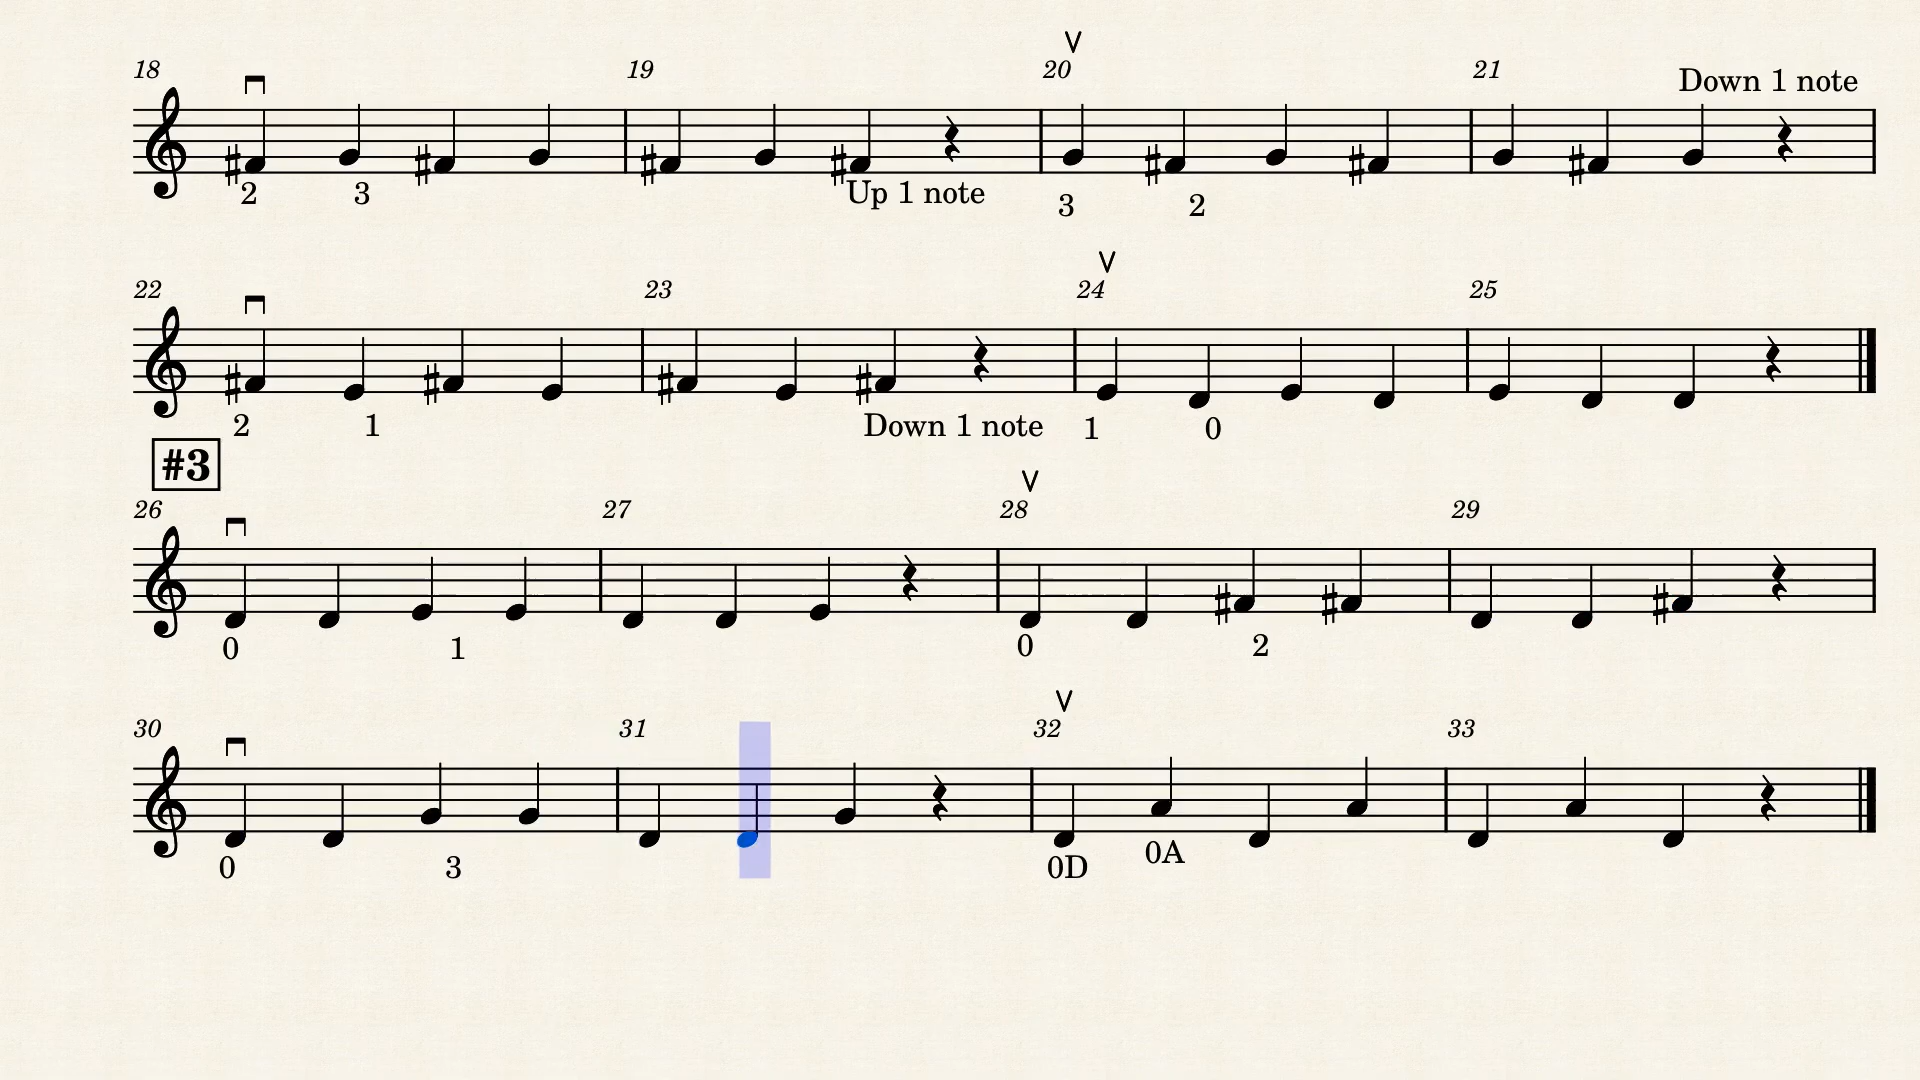 18 19 20 21 Down 1 note
2 3 Up 1 note 3 2
22 23 24 25
2 1 Down 1 note 1 0
#3
26 27 28 29
0 1 0 2
30 31 32 33
0 3 0D 0A